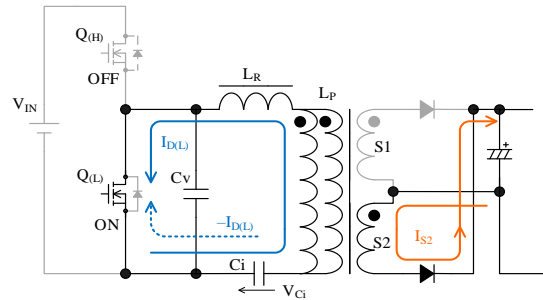 Q(H)
OFF
VIN
LR
LP
ID(L)
Cv
Q(L)
ON
−ID(L)
Ci
VCi
S1
S2
IS2
+